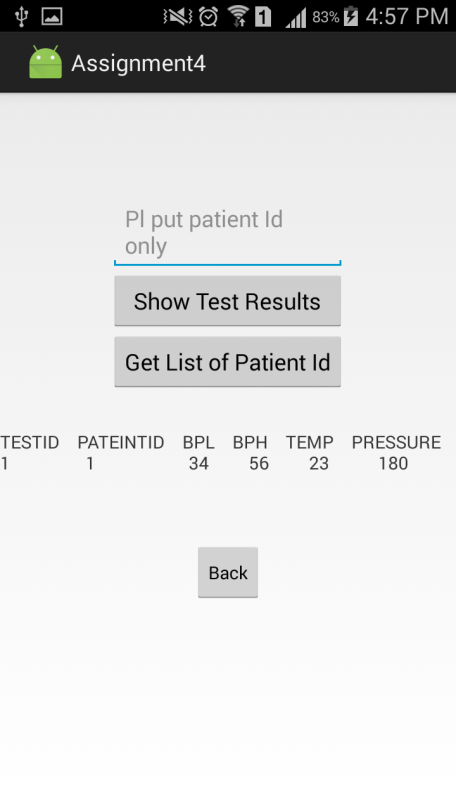 1 83% 4:57 PM
Assignment4
Pl put patient Id
only
Show Test Results
Get List of Patient Id
TESTID PATEINTID BPL BPH TEMP PRESSURE
1 1 34 56 23 180
Back